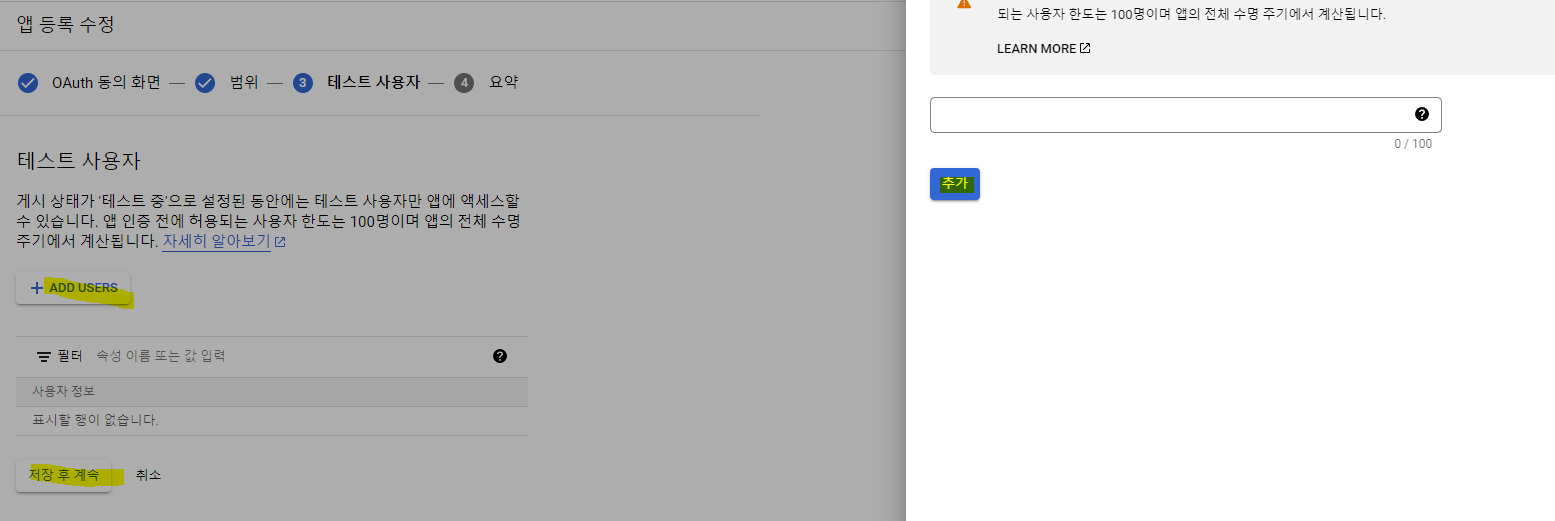 앱 등록 수정
OAuth 동의 화면 — 범위 — 3 테스트 사용자 — 4 요약
테스트 사용자
게시 상태가 '테스트 중'으로 설정된 동안에는 테스트 사용자만 앱에 액세스할
수 있습니다. 앱 인증 전에 허용되는 사용자 한도는 100명이며 앱의 전체 수명
주기에서 계산됩니다. 자세히 알아보기
+ ADD USERS
필터 속성 이름 또는 값 입력
사용자 정보
표시할 행이 없습니다.
저장 후 계속 취소
되는 사용자 한도는 100명이며 앱의 전체 수명 주기에서 계산됩니다.
LEARN MORE
0 / 100
추가